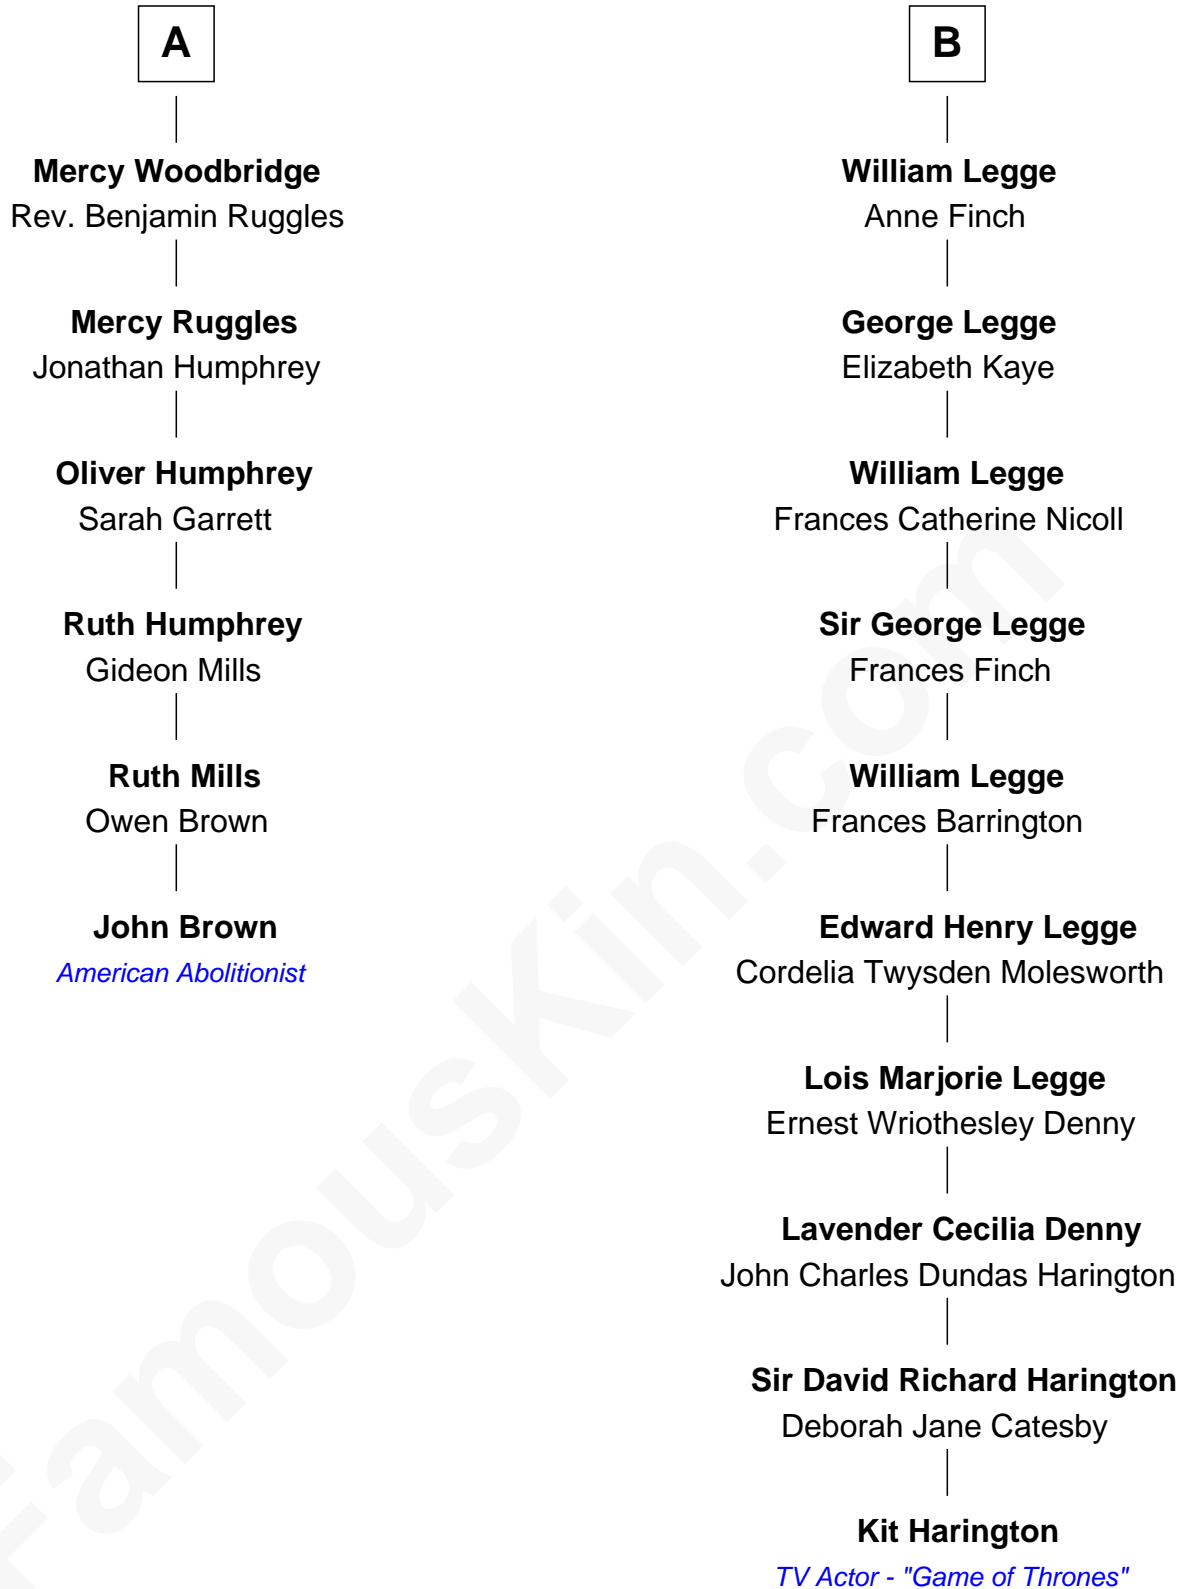 A
Mercy Woodbridge
Rev. Benjamin Ruggles
Mercy Ruggles
Jonathan Humphrey
Oliver Humphrey
Sarah Garrett
Ruth Humphrey
Gideon Mills
Ruth Mills
Owen Brown
John Brown
American Abolitionist
B
William Legge
Anne Finch
George Legge
Elizabeth Kaye
William Legge
Frances Catherine Nicoll
Sir George Legge
Frances Finch
William Legge
Frances Barrington
Edward Henry Legge
Cordelia Twysden Molesworth
Lois Marjorie Legge
Ernest Wriothesley Denny
Lavender Cecilia Denny
John Charles Dundas Harington
Sir David Richard Harington
Deborah Jane Catesby
Kit Harington
TV Actor - "Game of Thrones"
FamousKin.com